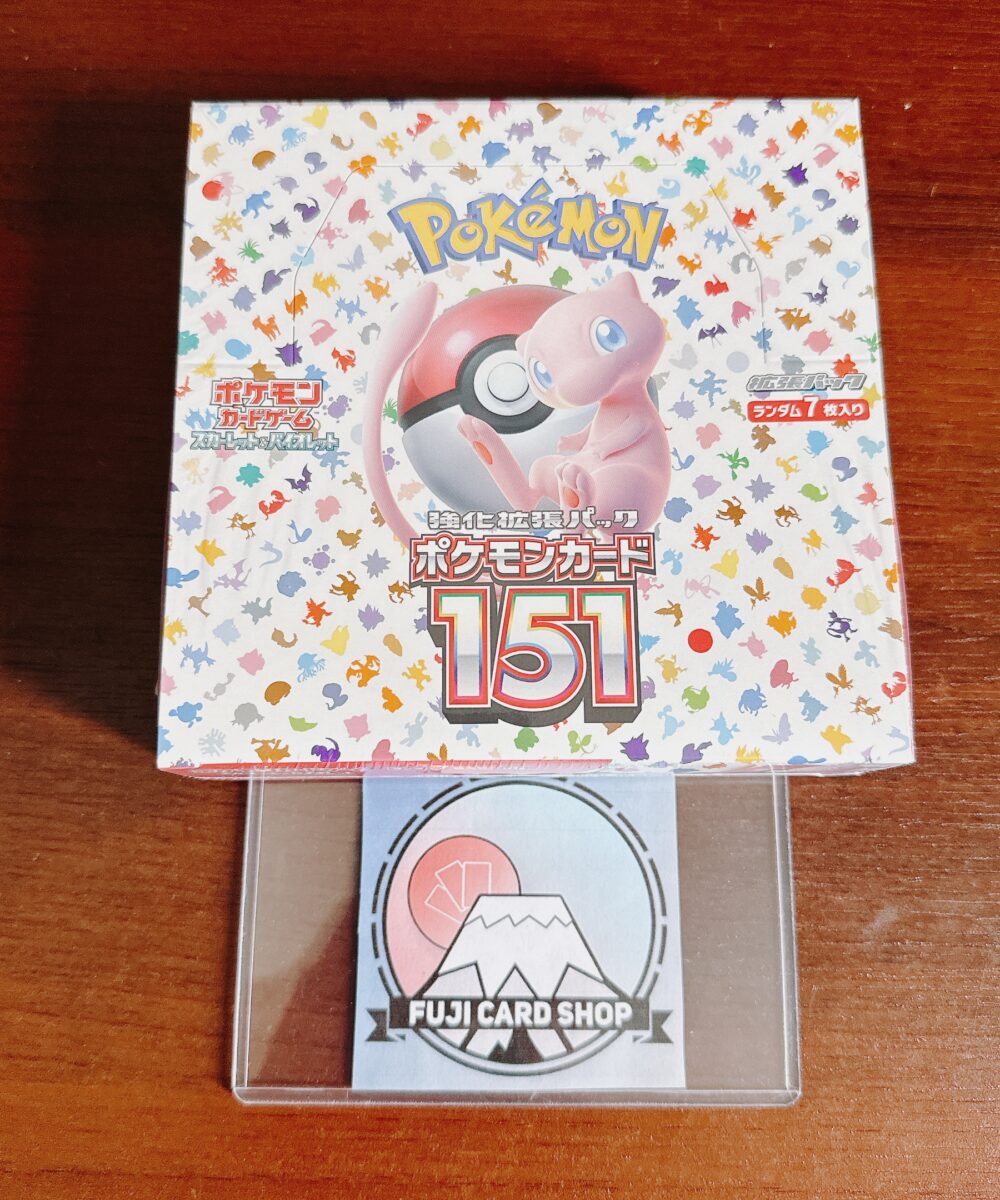 POKéMON
TM
ポケモン
カードゲーム
スカーレット&バイオレット
拡張パック
ランダム7枚入り
強化拡張パック
ポケモンカード
151
FUJI CARD SHOP